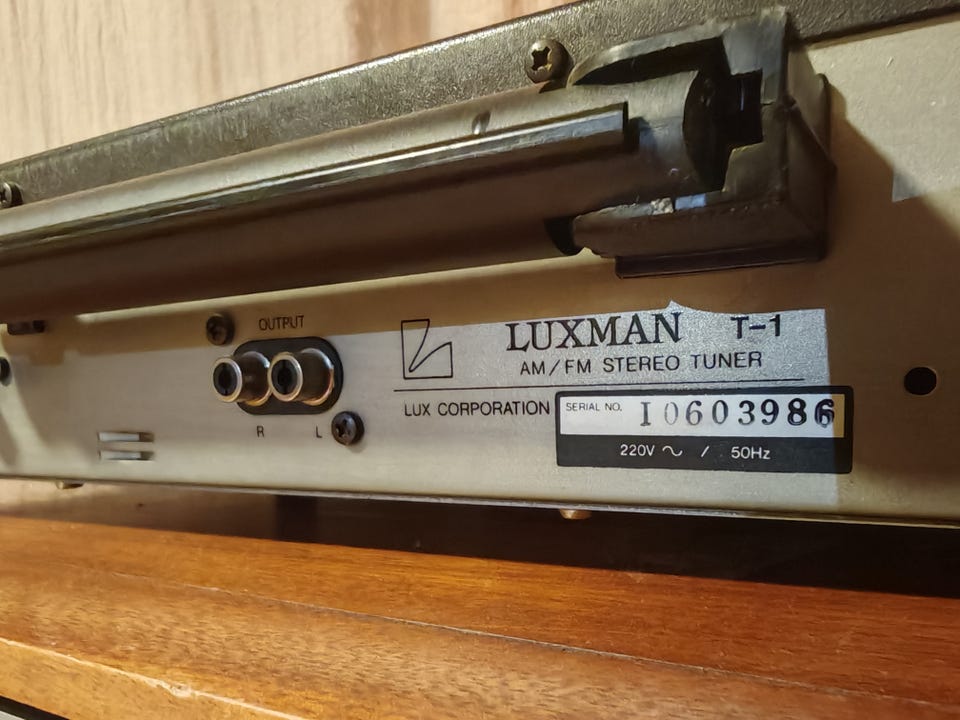 OUTPUT
R L
LUXMAN T-1
AM/FM STEREO TUNER
LUX CORPORATION
SERIAL NO. I0603986
220V ~ / 50Hz